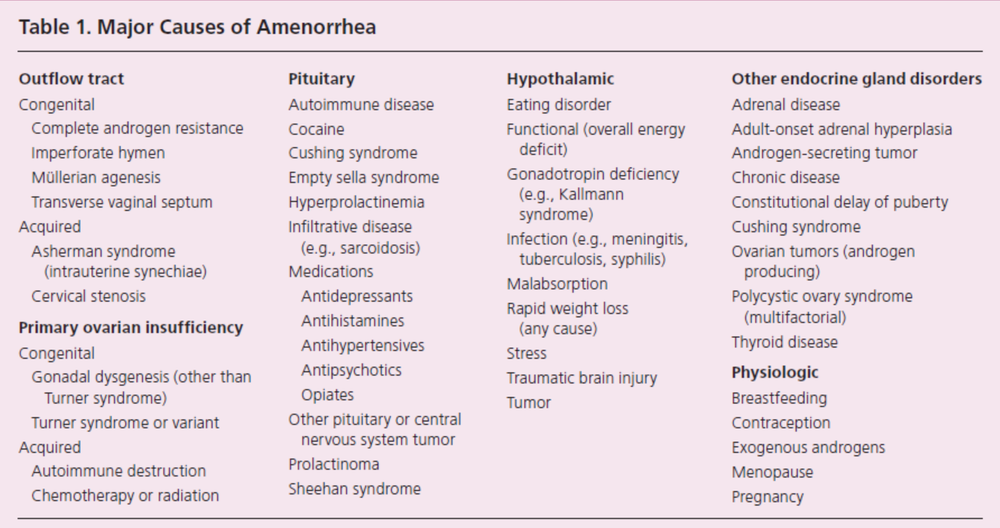 Table 1. Major Causes of Amenorrhea
Outflow tract
Congenital
Complete androgen resistance
Imperforate hymen
Müllerian agenesis
Transverse vaginal septum
Acquired
Asherman syndrome
(intrauterine synechiae)
Cervical stenosis
Primary ovarian insufficiency
Congenital
Gonadal dysgenesis (other than
Turner syndrome)
Turner syndrome or variant
Acquired
Autoimmune destruction
Chemotherapy or radiation
Pituitary
Autoimmune disease
Cocaine
Cushing syndrome
Empty sella syndrome
Hyperprolactinemia
Infiltrative disease
(e.g., sarcoidosis)
Medications
Antidepressants
Antihistamines
Antihypertensives
Antipsychotics
Opiates
Other pituitary or central
nervous system tumor
Prolactinoma
Sheehan syndrome
Hypothalamic
Eating disorder
Functional (overall energy
deficit)
Gonadotropin deficiency
(e.g., Kallmann
syndrome)
Infection (e.g., meningitis,
tuberculosis, syphilis)
Malabsorption
Rapid weight loss
(any cause)
Stress
Traumatic brain injury
Tumor
Other endocrine gland disorders
Adrenal disease
Adult-onset adrenal hyperplasia
Androgen-secreting tumor
Chronic disease
Constitutional delay of puberty
Cushing syndrome
Ovarian tumors (androgen
producing)
Polycystic ovary syndrome
(multifactorial)
Thyroid disease
Physiologic
Breastfeeding
Contraception
Exogenous androgens
Menopause
Pregnancy